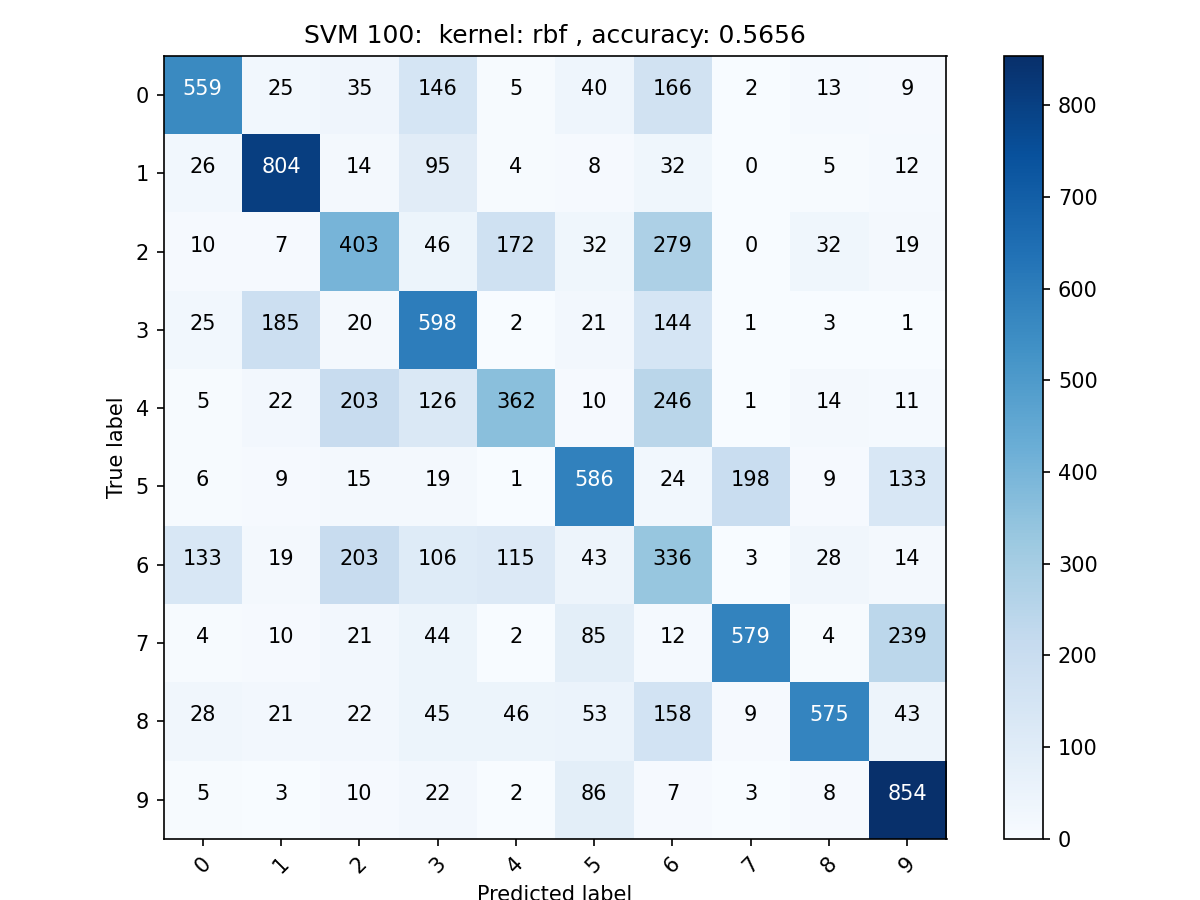 SVM 100:  kernel: rbf , accuracy: 0.5656
0 559 25 35 146 5 40 166 2 13 9
1 26 804 14 95 4 8 32 0 5 12
2 10 7 403 46 172 32 279 0 32 19
3 25 185 20 598 2 21 144 1 3 1
4 5 22 203 126 362 10 246 1 14 11
5 6 9 15 19 1 586 24 198 9 133
6 133 19 203 106 115 43 336 3 28 14
7 4 10 21 44 2 85 12 579 4 239
8 28 21 22 45 46 53 158 9 575 43
9 5 3 10 22 2 86 7 3 8 854
0 1 2 3 4 5 6 7 8 9
True label
Predicted label
800
700
600
500
400
300
200
100
0